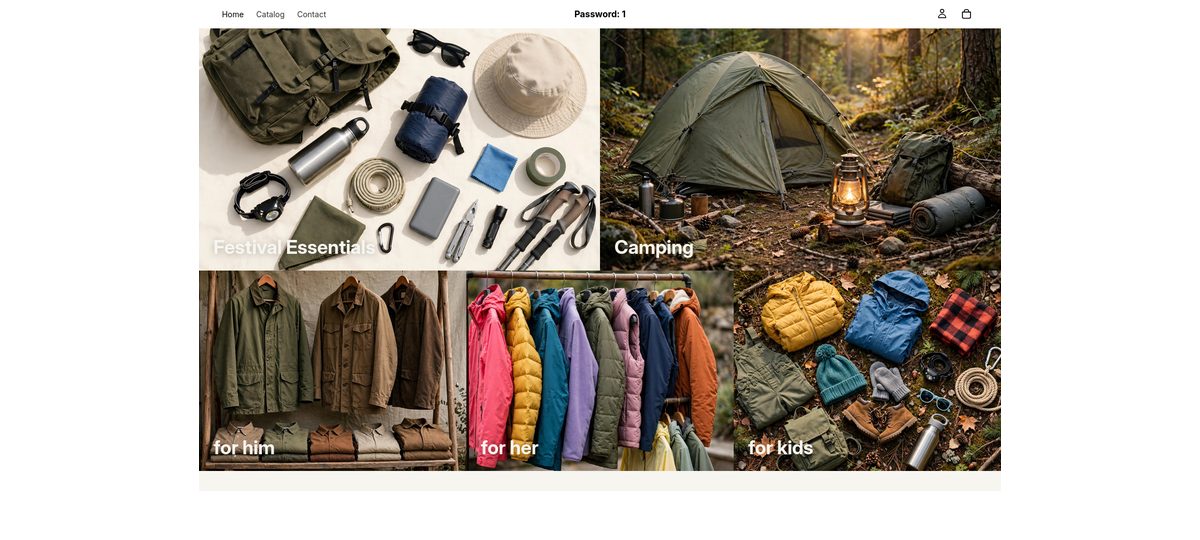 Home Catalog Contact
Password: 1
Festival Essentials
Camping
for him
for her
for kids